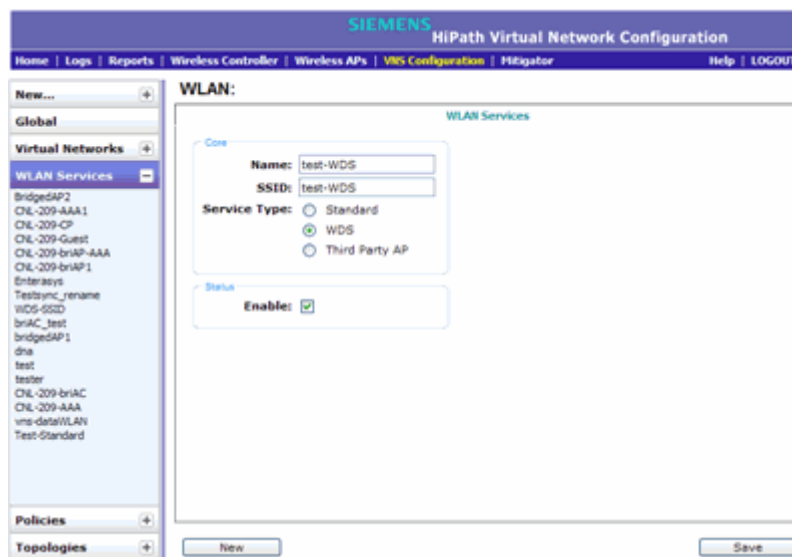 SIEMENS
HiPath Virtual Network Configuration
Home | Logs | Reports | Wireless Controller | Wireless APs | VNS Configuration | Mitigator Help | LOGOUT
New...
Global
Virtual Networks
WLAN Services
BridgedAP2
CNL-209-AAA1
CNL-209-CP
CNL-209-Guest
CNL-209-briAP-AAA
CNL-209-briAP1
Enterasys
Testsync_rename
WDS-SSID
briAC_test
bridgedAP1
dna
test
tester
CNL-209-briAC
CNL-209-AAA
vns-dataWLAN
Test-Standard
Policies
Topologies
WLAN:
WLAN Services
Core
Name: test-WDS
SSID: test-WDS
Service Type: Standard
WDS
Third Party AP
Status
Enable:
New
Save